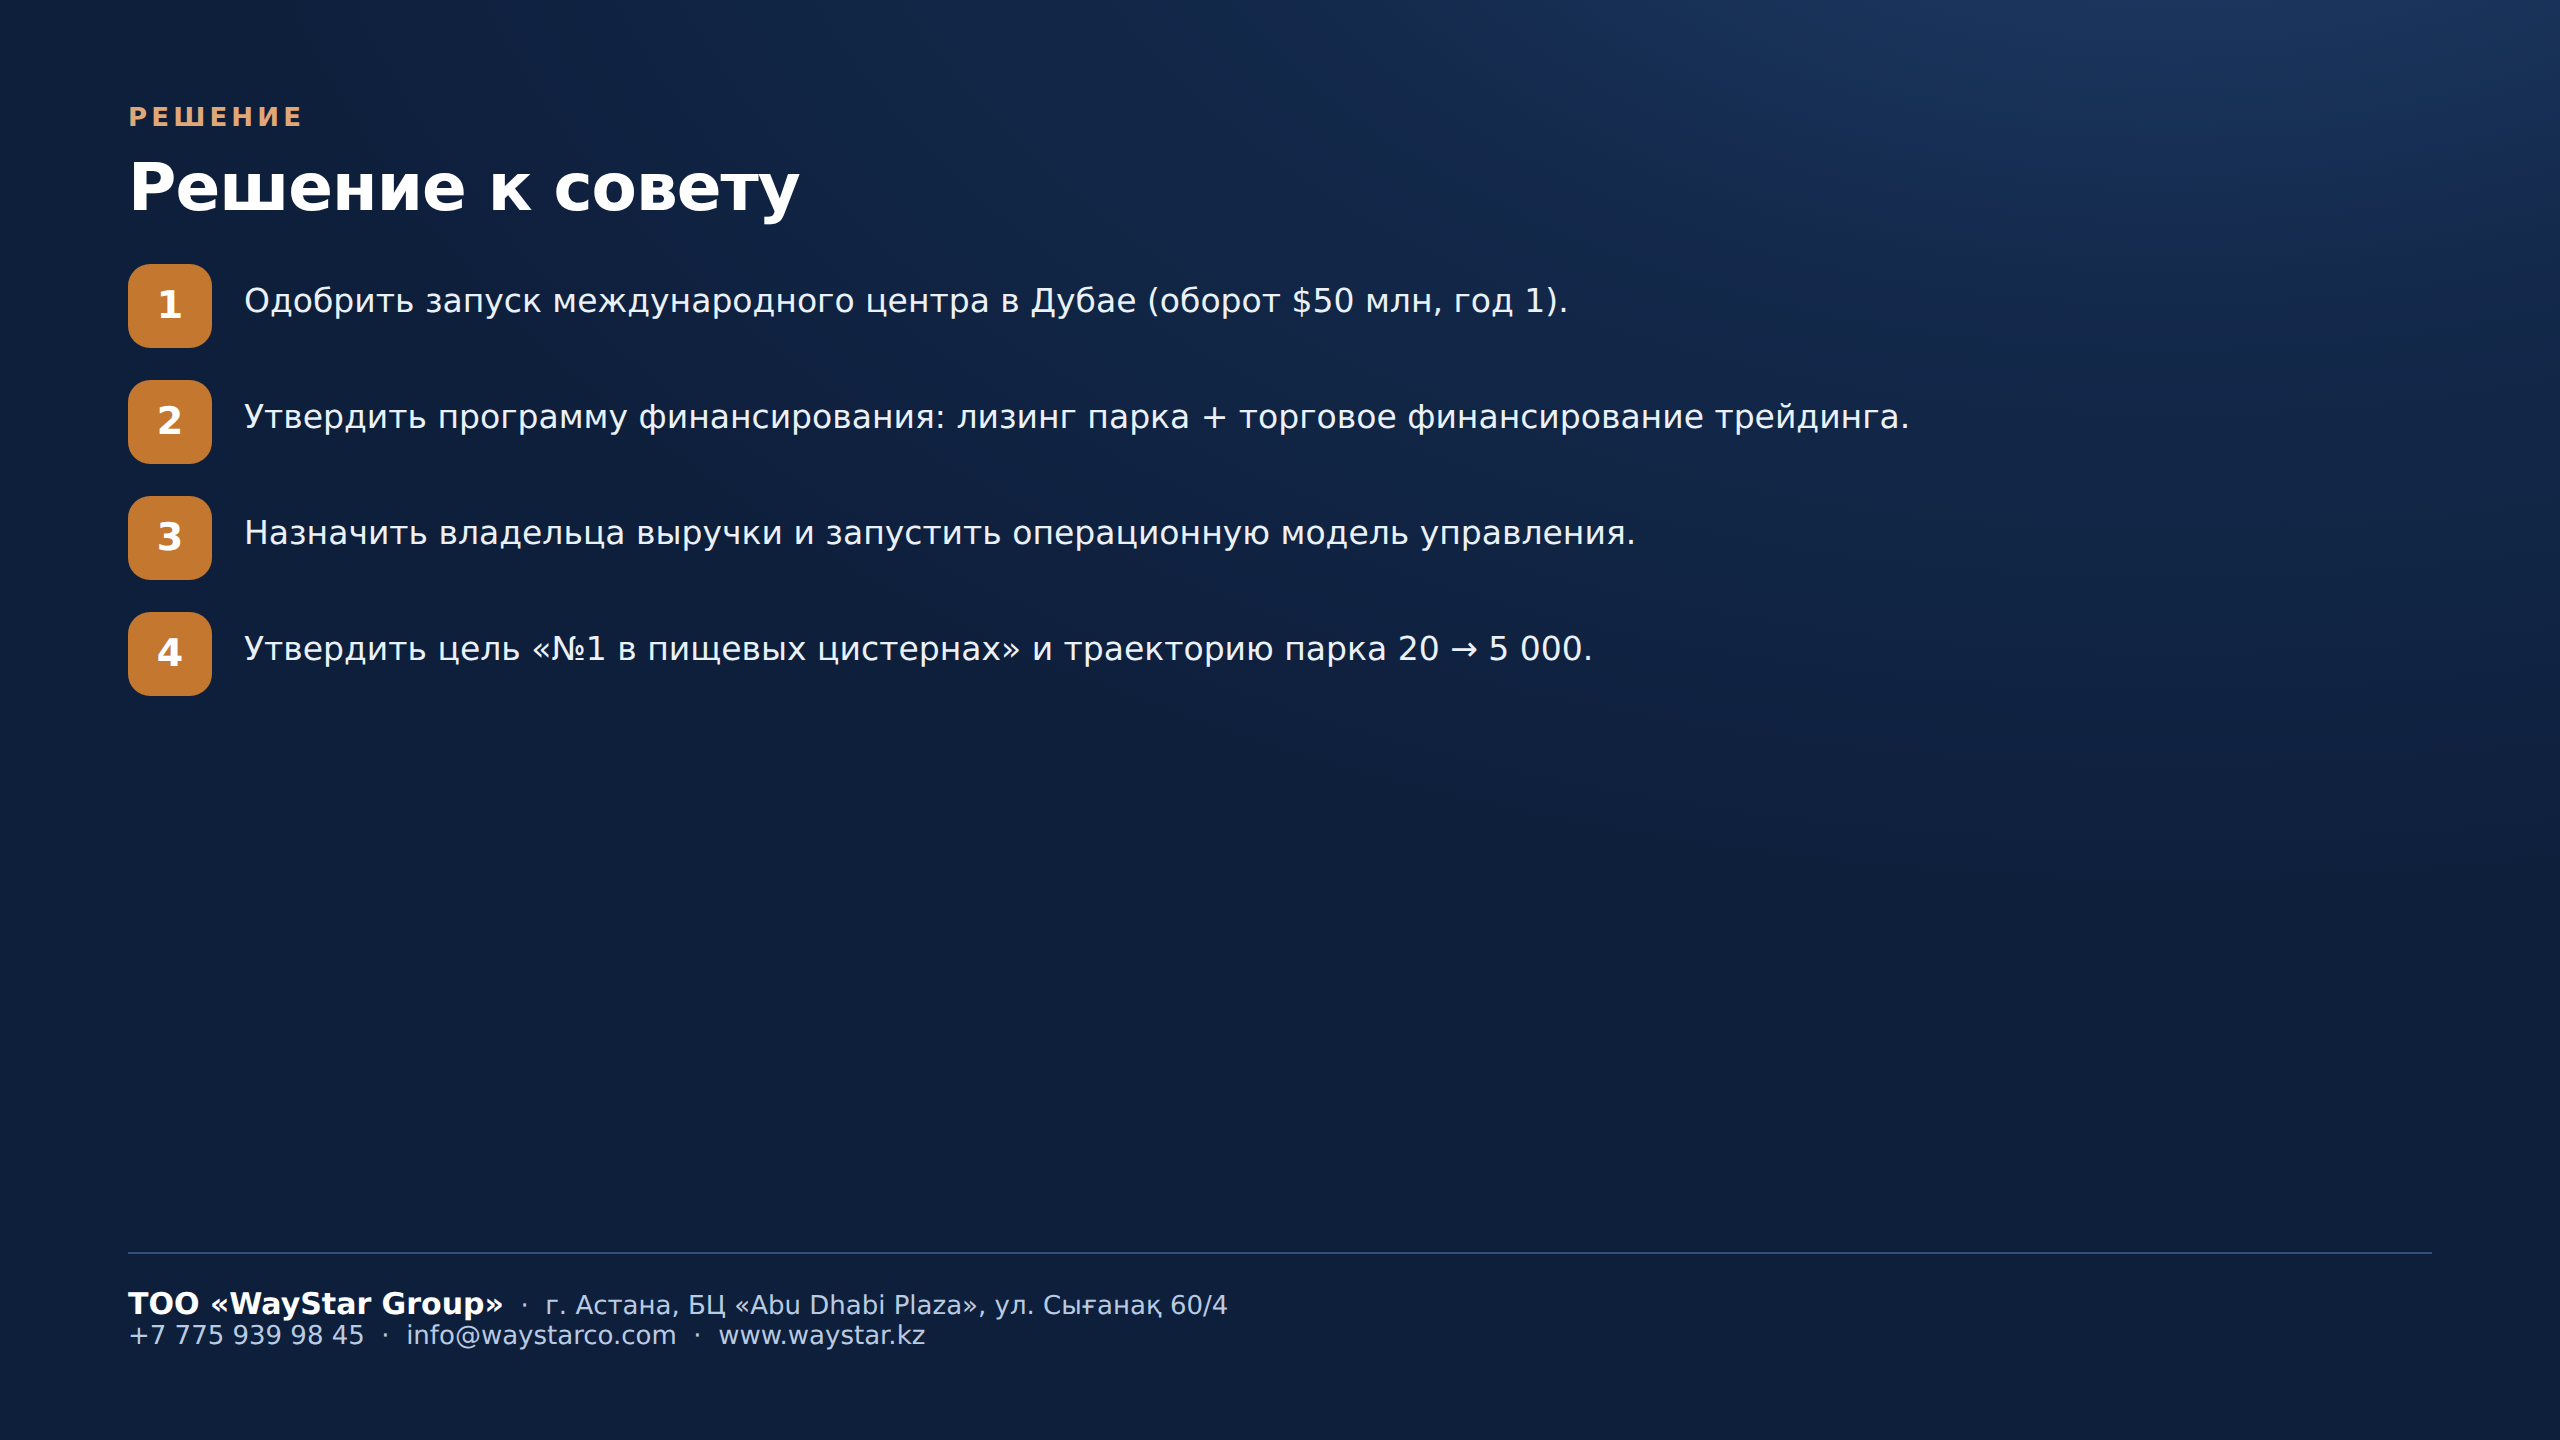 РЕШЕНИЕ
Решение к совету
1 Одобрить запуск международного центра в Дубае (оборот $50 млн, год 1).
2 Утвердить программу финансирования: лизинг парка + торговое финансирование трейдинга.
3 Назначить владельца выручки и запустить операционную модель управления.
4 Утвердить цель «№1 в пищевых цистернах» и траекторию парка 20 → 5 000.
ТОО «WayStar Group» · г. Астана, БЦ «Abu Dhabi Plaza», ул. Сығанақ 60/4
+7 775 939 98 45 · info@waystarco.com · www.waystar.kz